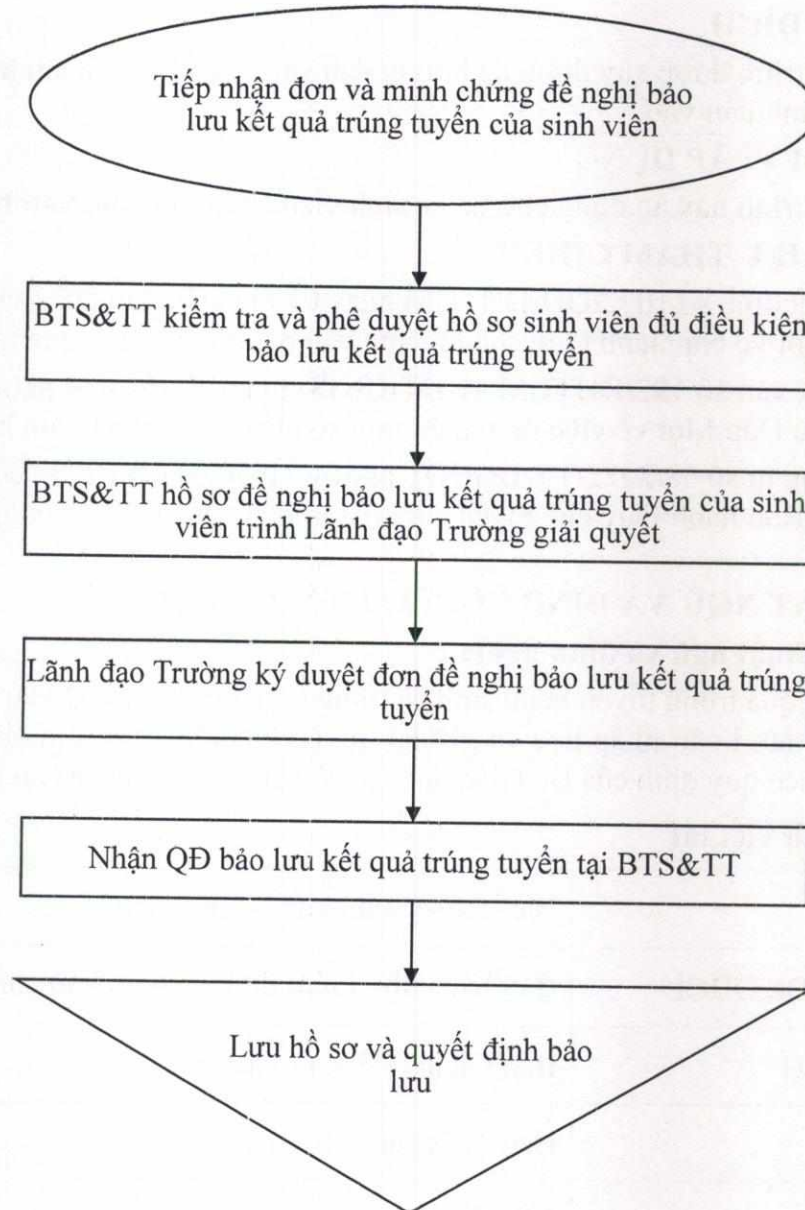 Tiếp nhận đơn và minh chứng đề nghị bảo
lưu kết quả trúng tuyển của sinh viên
BTS&TT kiểm tra và phê duyệt hồ sơ sinh viên đủ điều kiện
bảo lưu kết quả trúng tuyển
BTS&TT hồ sơ đề nghị bảo lưu kết quả trúng tuyển của sinh
viên trình Lãnh đạo Trường giải quyết
Lãnh đạo Trường ký duyệt đơn đề nghị bảo lưu kết quả trúng
tuyển
Nhận QĐ bảo lưu kết quả trúng tuyển tại BTS&TT
Lưu hồ sơ và quyết định bảo
lưu